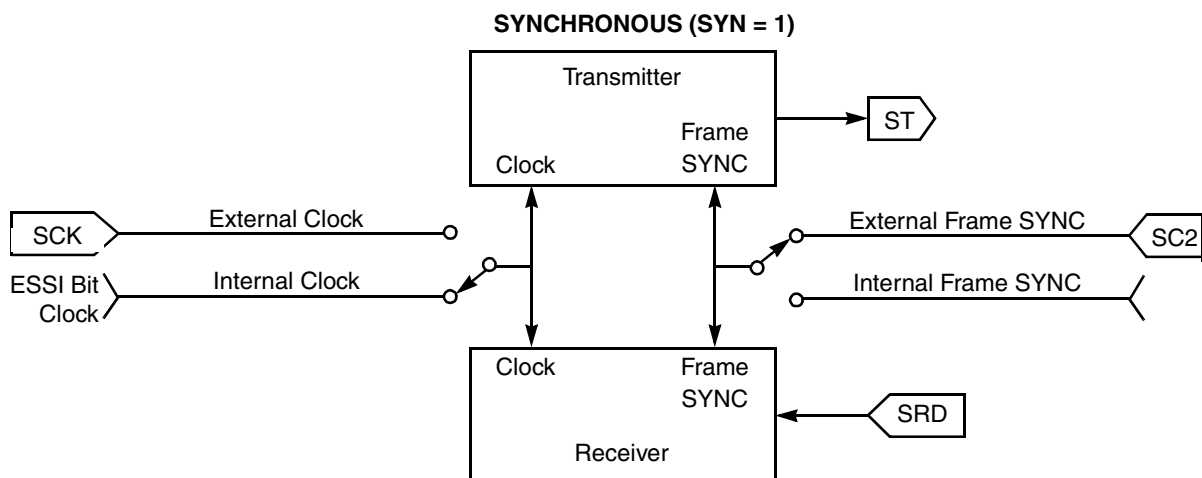 SYNCHRONOUS (SYN = 1)
Transmitter
Frame
SYNC
Clock
ST
SCK
External Clock
External Frame SYNC
SC2
ESSI Bit
Clock
Internal Clock
Internal Frame SYNC
Clock
Frame
SYNC
SRD
Receiver